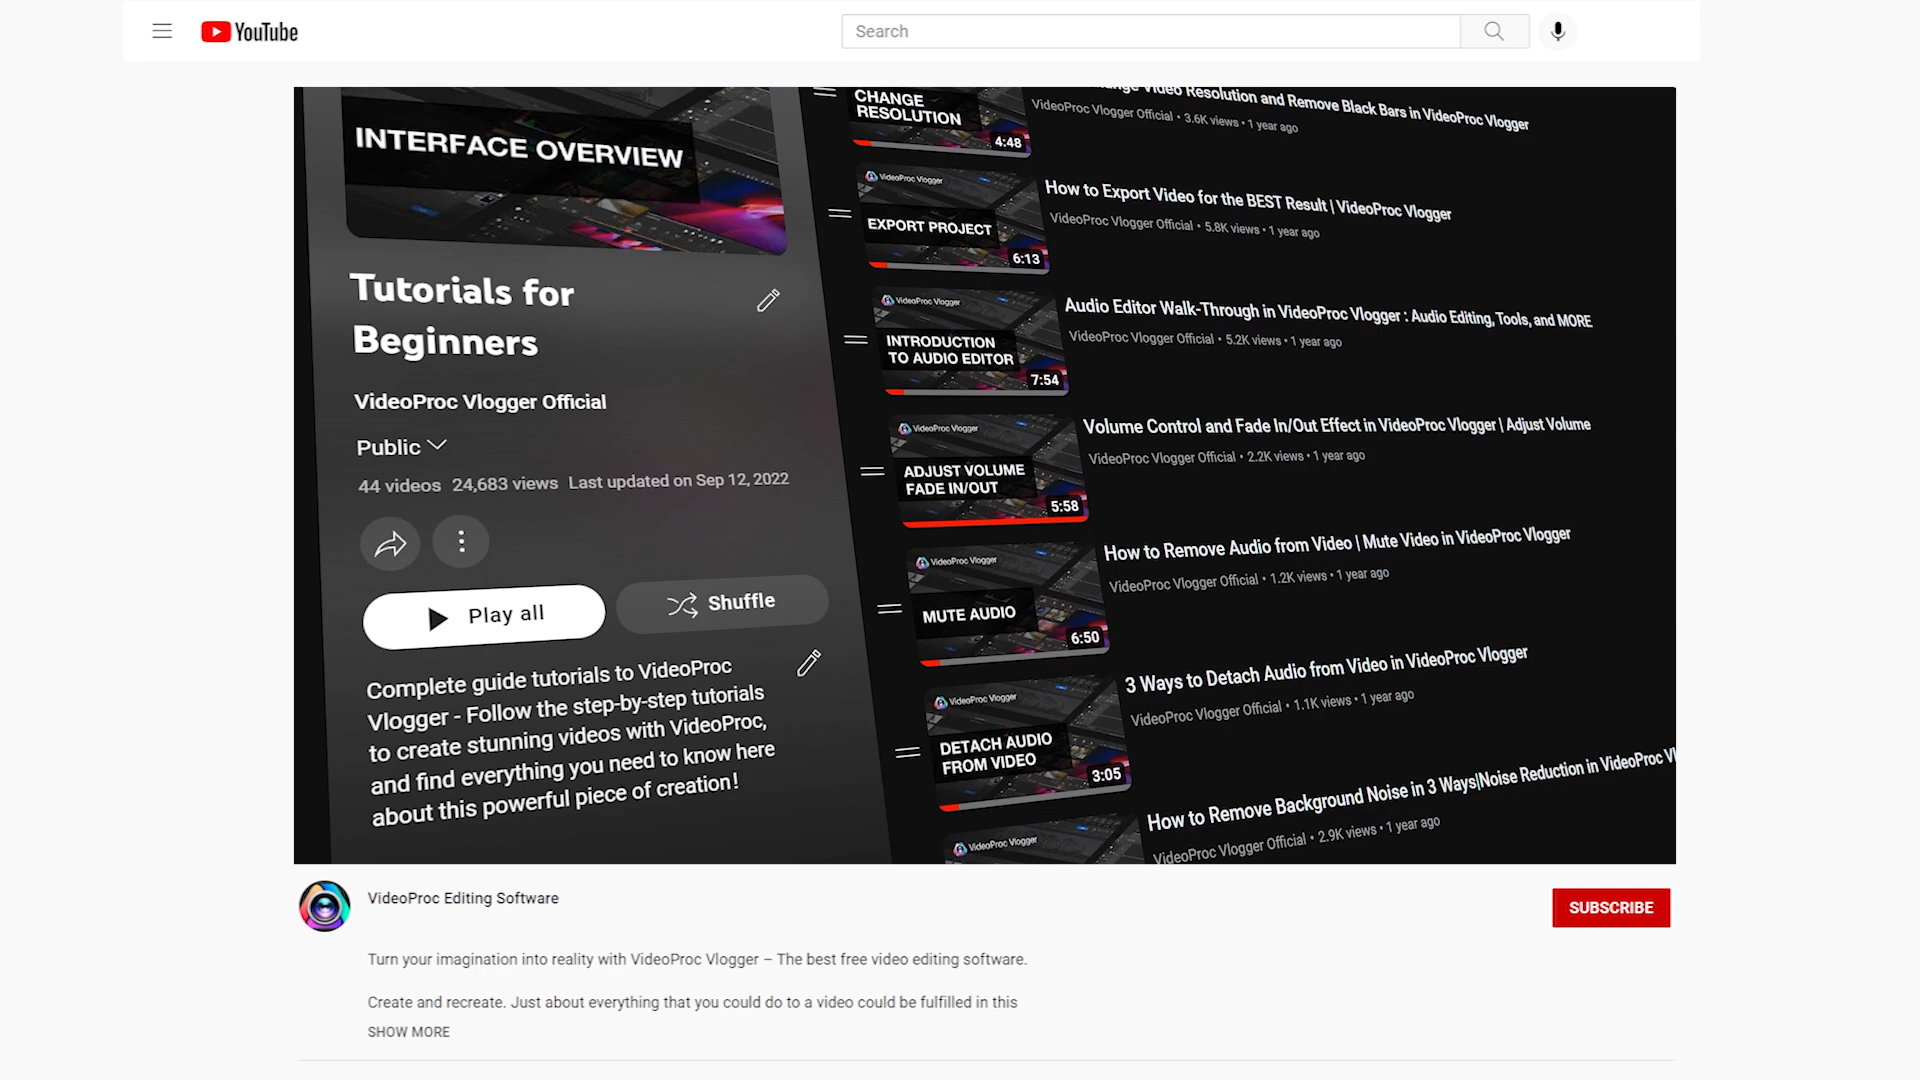 YouTube
Search
INTERFACE OVERVIEW
Tutorials for
Beginners
VideoProc Vlogger Official
Public
44 videos 24,683 views Last updated on Sep 12, 2022
Play all
Shuffle
Complete guide tutorials to VideoProc
Vlogger - Follow the step-by-step tutorials
to create stunning videos with VideoProc,
and find everything you need to know here
about this powerful piece of creation!
CHANGE
RESOLUTION
4:48
Video Resolution and Remove Black Bars in VideoProc Vlogger
VideoProc Vlogger Official • 3.6K views • 1 year ago
VideoProc Vlogger
EXPORT PROJECT
6:13
How to Export Video for the BEST Result | VideoProc Vlogger
VideoProc Vlogger Official • 5.8K views • 1 year ago
VideoProc Vlogger
INTRODUCTION
TO AUDIO EDITOR
7:54
Audio Editor Walk-Through in VideoProc Vlogger : Audio Editing, Tools, and MORE
VideoProc Vlogger Official • 5.2K views • 1 year ago
VideoProc Vlogger
ADJUST VOLUME
FADE IN/OUT
5:58
Volume Control and Fade In/Out Effect in VideoProc Vlogger | Adjust Volume
VideoProc Vlogger Official • 2.2K views • 1 year ago
VideoProc Vlogger
MUTE AUDIO
6:50
How to Remove Audio from Video | Mute Video in VideoProc Vlogger
VideoProc Vlogger Official • 1.2K views • 1 year ago
VideoProc Vlogger
DETACH AUDIO
FROM VIDEO
3:05
3 Ways to Detach Audio from Video in VideoProc Vlogger
VideoProc Vlogger Official • 1.1K views • 1 year ago
VideoProc Vlogger
How to Remove Background Noise in 3 Ways|Noise Reduction in VideoProc
VideoProc Vlogger Official • 2.9K views • 1 year ago
VideoProc Editing Software
SUBSCRIBE
Turn your imagination into reality with VideoProc Vlogger – The best free video editing software.
Create and recreate. Just about everything that you could do to a video could be fulfilled in this
SHOW MORE